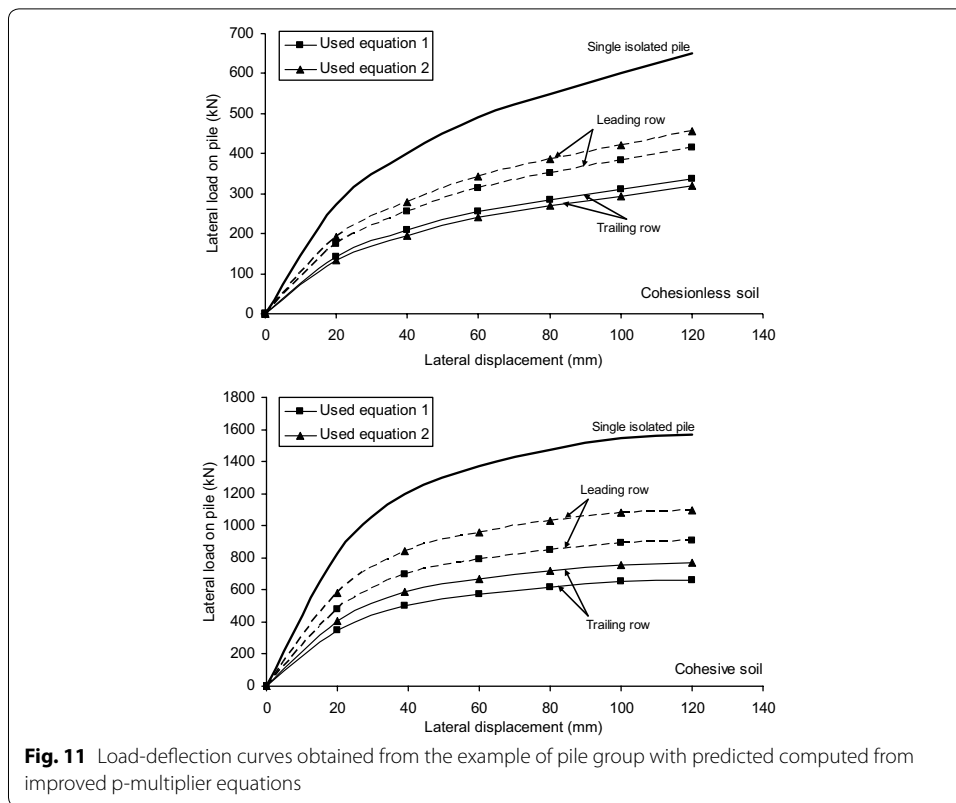 700
600
500
400
300
200
100
0
Lateral load on pile (kN)
Used equation 1
Used equation 2
Single isolated pile
Leading row
Trailing row
Cohesionless soil
0 20 40 60 80 100 120 140
Lateral displacement (mm)
1800
1600
1400
1200
1000
800
600
400
200
0
Lateral load on pile (kN)
Used equation 1
Used equation 2
Single isolated pile
Leading row
Trailing row
Cohesive soil
0 20 40 60 80 100 120 140
Lateral displacement (mm)
Fig. 11 Load-deflection curves obtained from the example of pile group with predicted computed from
improved p-multiplier equations